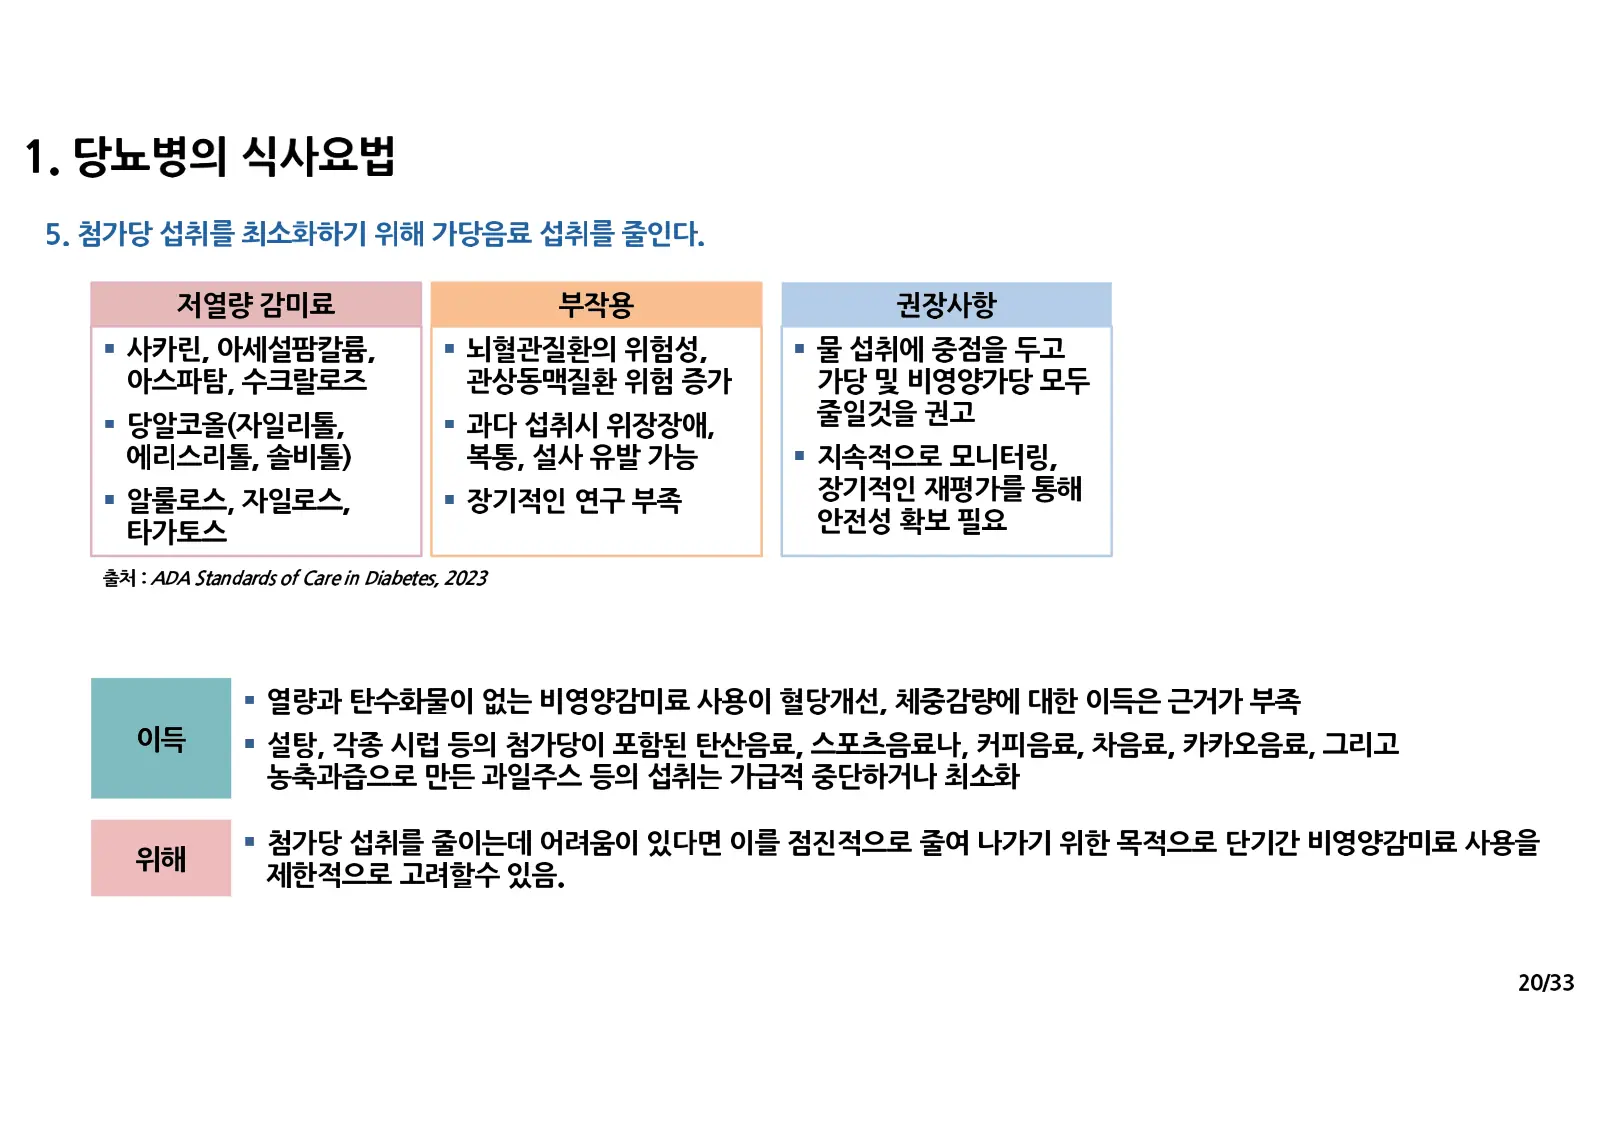 1. 당뇨병의 식사요법
5. 첨가당 섭취를 최소화하기 위해 가당음료 섭취를 줄인다.
저열량 감미료
▪ 사카린, 아세설팜칼륨,
아스파탐, 수크랄로즈
▪ 당알코올(자일리톨,
에리스리톨, 솔비톨)
▪ 알룰로스, 자일로스,
타가토스
부작용
▪ 뇌혈관질환의 위험성,
관상동맥질환 위험 증가
▪ 과다 섭취시 위장장애,
복통, 설사 유발 가능
▪ 장기적인 연구 부족
권장사항
▪ 물 섭취에 중점을 두고
가당 및 비영양가당 모두
줄일것을 권고
▪ 지속적으로 모니터링,
장기적인 재평가를 통해
안전성 확보 필요
출처 : ADA Standards of Care in Diabetes, 2023
이득
▪ 열량과 탄수화물이 없는 비영양감미료 사용이 혈당개선, 체중감량에 대한 이득은 근거가 부족
▪ 설탕, 각종 시럽 등의 첨가당이 포함된 탄산음료, 스포츠음료나, 커피음료, 차음료, 카카오음료, 그리고
농축과즙으로 만든 과일주스 등의 섭취는 가급적 중단하거나 최소화
위해
▪ 첨가당 섭취를 줄이는데 어려움이 있다면 이를 점진적으로 줄여 나가기 위한 목적으로 단기간 비영양감미료 사용을
제한적으로 고려할수 있음.
20/33